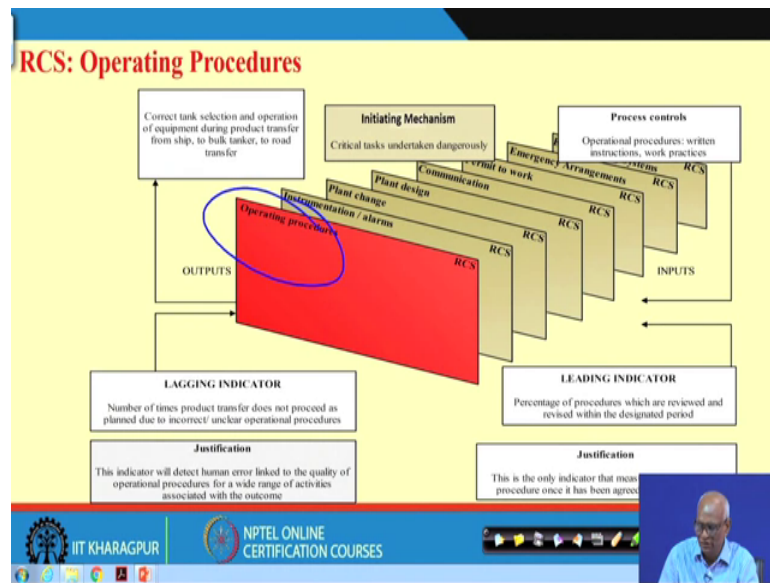 RCS: Operating Procedures
Correct tank selection and operation
of equipment during product transfer
from ship, to bulk tanker, to road
transfer
Initiating Mechanism
Critical tasks undertaken dangerously
Process controls
Operational procedures: written
instructions, work practices
ystems
RCS
Emergency Arrangements
RCS
ermit to work
RCS
Communication
RCS
Plant design
RCS
Plant change
RCS
Instrumentation / alarms
RCS
Operating procedures
RCS
OUTPUTS
INPUTS
LAGGING INDICATOR
Number of times product transfer does not proceed as
planned due to incorrect/ unclear operational procedures
LEADING INDICATOR
Percentage of procedures which are reviewed and
revised within the designated period
Justification
This indicator will detect human error linked to the quality of
operational procedures for a wide range of activities
associated with the outcome
Justification
This is the only indicator that meas
procedure once it has been agreed
IIT KHARAGPUR
NPTEL ONLINE
CERTIFICATION COURSES